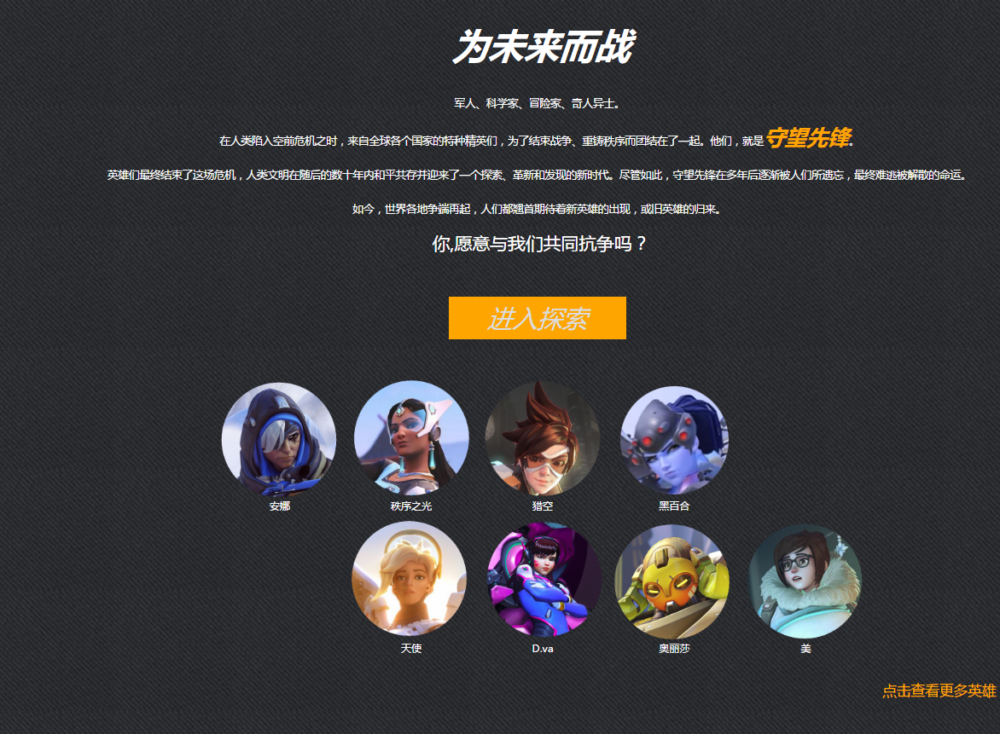 为未来而战
军人、科学家、冒险家、奇人异士。
在人类陷入空前危机之时，来自全球各个国家的特种精英们，为了结束战争、重铸秩序而团结在了一起。他们，就是守望先锋。
英雄们最终结束了这场危机，人类文明在随后的数十年内和平共存并迎来了一个探索、革新和发现的新时代。尽管如此，守望先锋在多年后逐渐被人们所遗忘，最终难逃被解散的命运。
如今，世界各地争端再起，人们都翘首期待着新英雄的出现，或旧英雄的归来。
你,愿意与我们共同抗争吗？
进入探索
安娜 秩序之光 猎空 黑百合
天使 D.va 奥丽莎 美
点击查看更多英雄